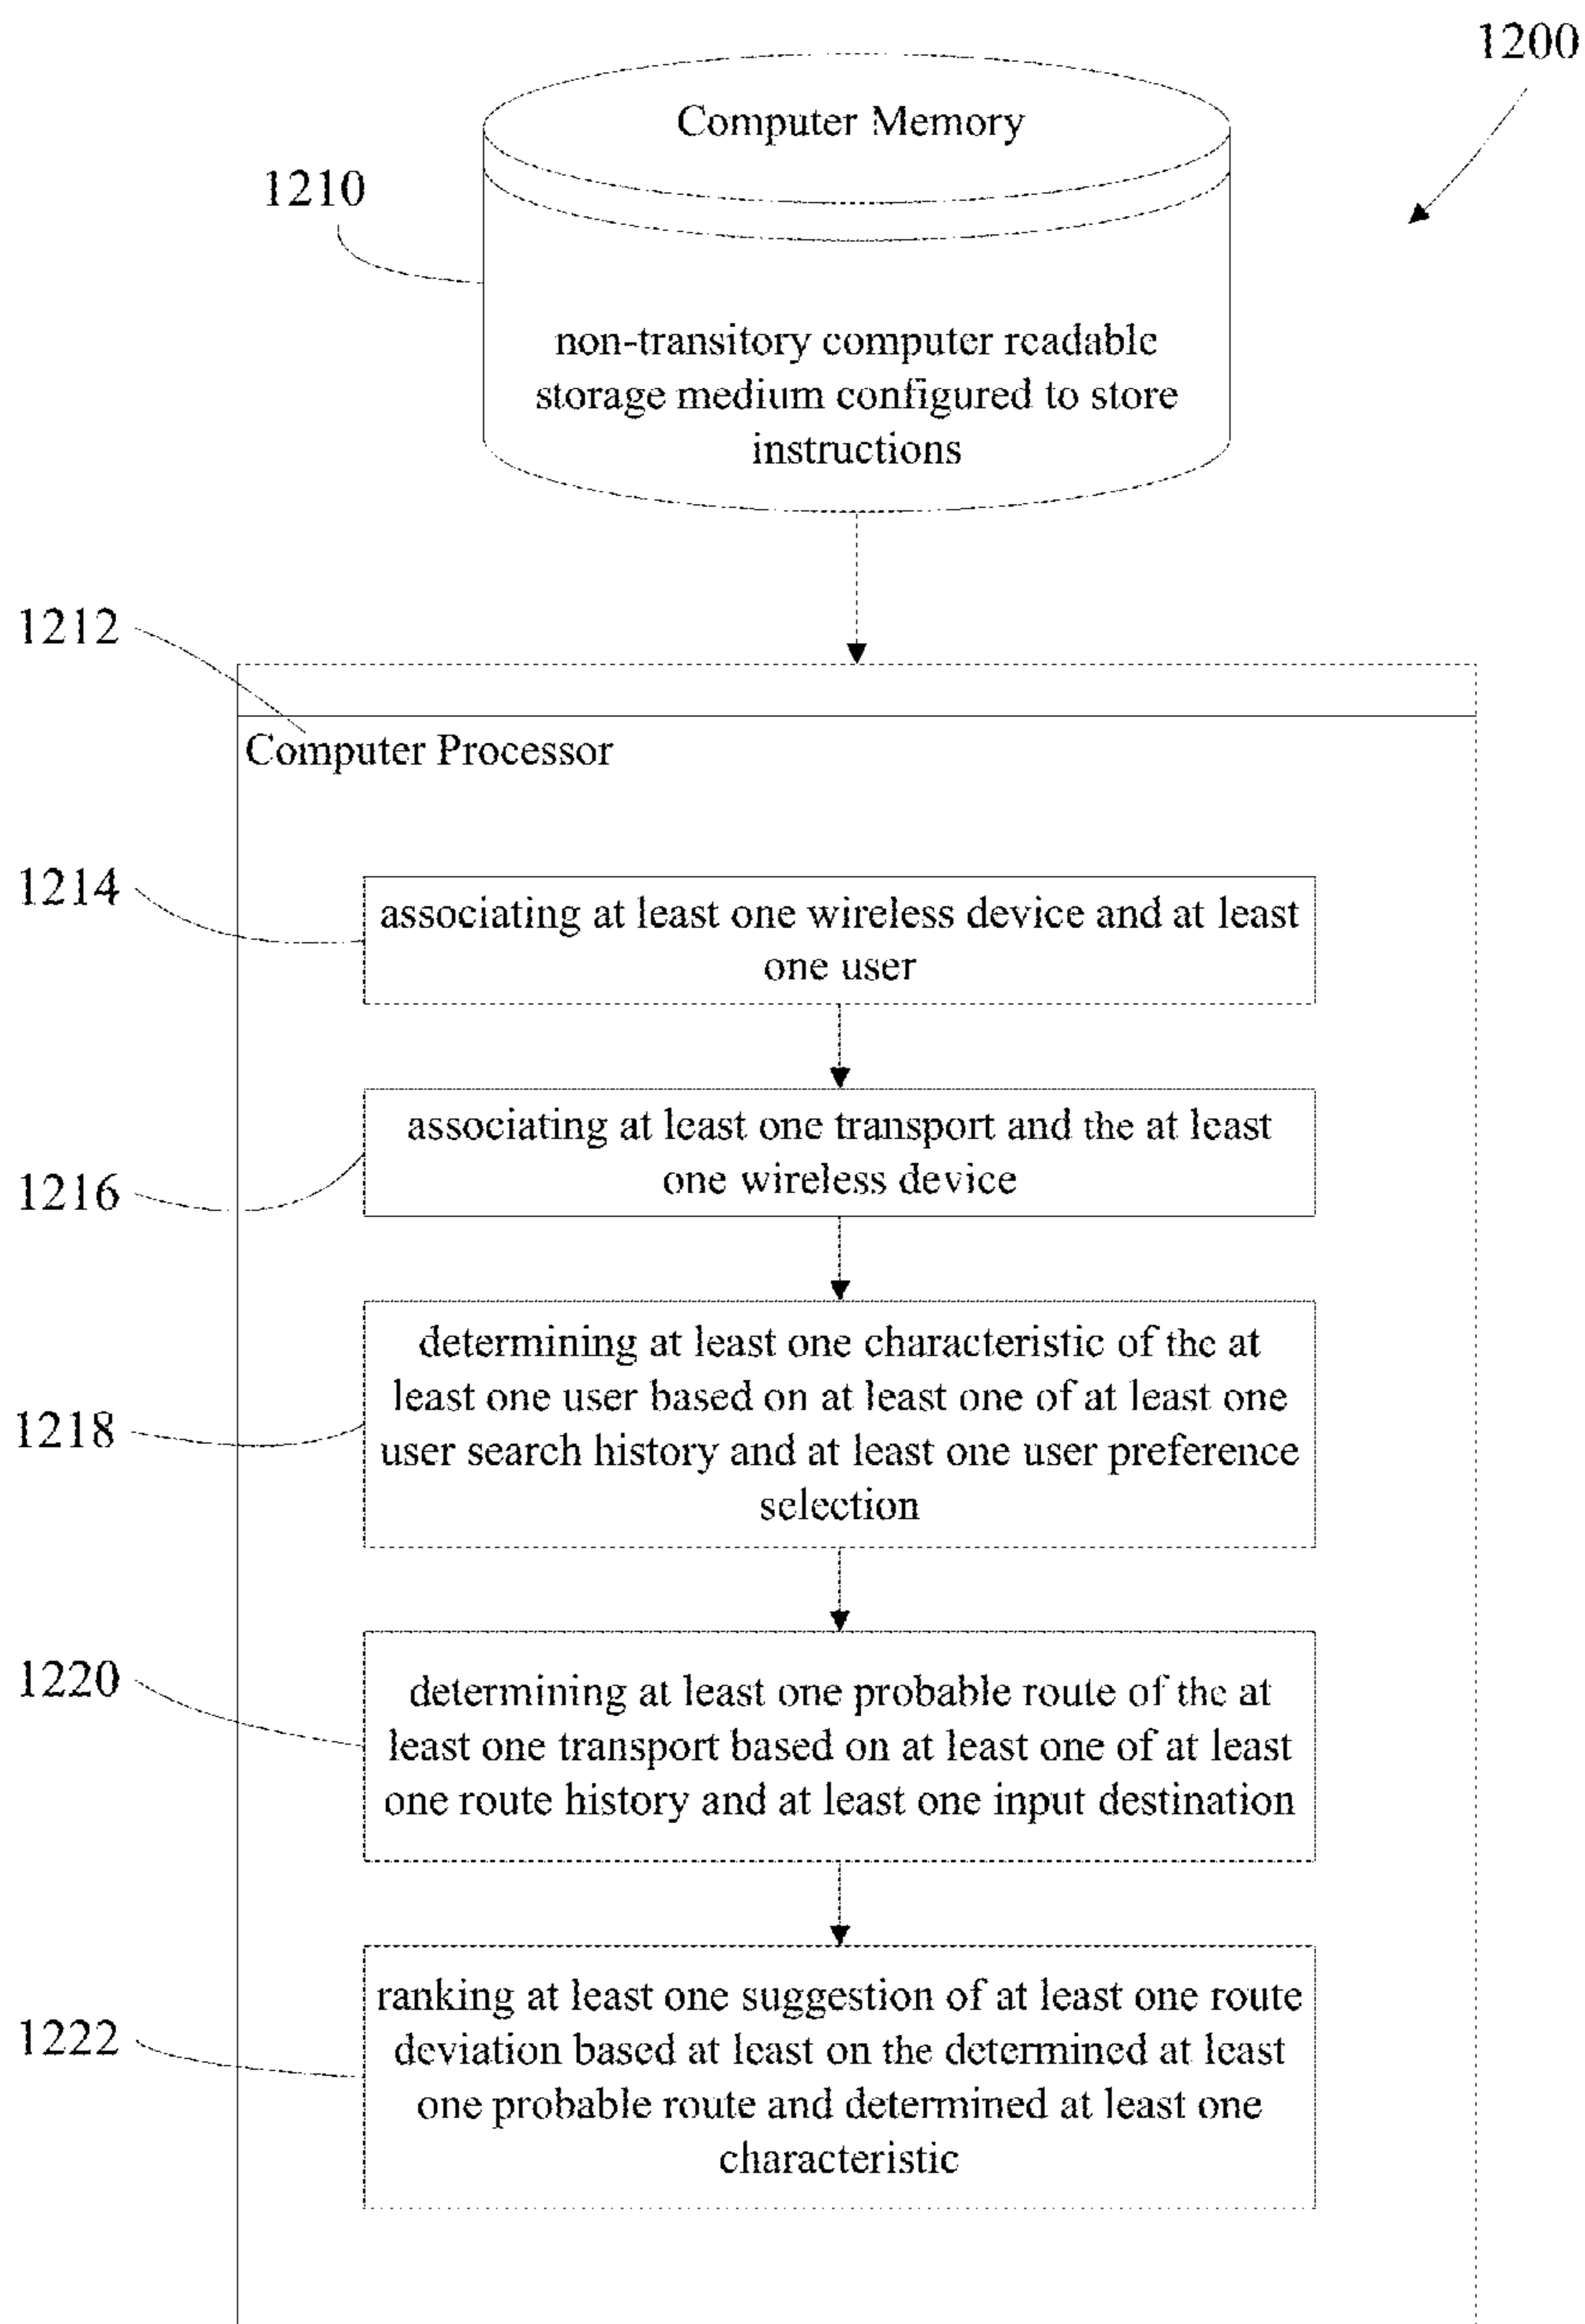 1200
Computer Memory
1210
non-transitory computer readable
storage medium configured to store
instructions
1212
Computer Processor
1214
associating at least one wireless device and at least
one user
1216
associating at least one transport and the at least
one wireless device
1218
determining at least one characteristic of the at
least one user based on at least one of at least one
user search history and at least one user preference
selection
1220
determining at least one probable route of the at
least one transport based on at least one of at least
one route history and at least one input destination
1222
ranking at least one suggestion of at least one route
deviation based at least on the determined at least
one probable route and determined at least one
characteristic